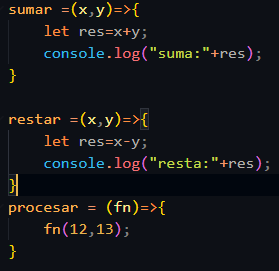 sumar =(x,y)=>{
    let res=x+y;
    console.log("suma:"+res);
}

restar =(x,y)=>{
    let res=x-y;
    console.log("resta:"+res);
}
procesar = (fn)=>{
    fn(12,13);
}